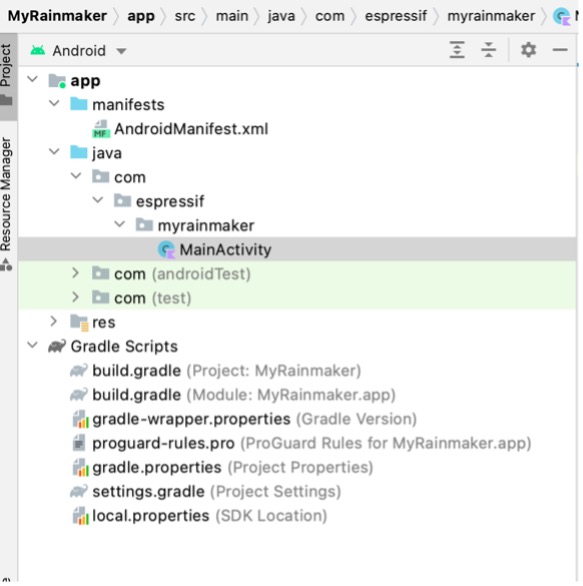 MyRainmaker app src main java com espressif myrainmaker
Project
Resource Manager
Android
app
manifests
MF AndroidManifest.xml
java
com
espressif
myrainmaker
MainActivity
com (androidTest)
com (test)
res
Gradle Scripts
build.gradle (Project: MyRainmaker)
build.gradle (Module: MyRainmaker.app)
gradle-wrapper.properties (Gradle Version)
proguard-rules.pro (ProGuard Rules for MyRainmaker.app)
gradle.properties (Project Properties)
settings.gradle (Project Settings)
local.properties (SDK Location)